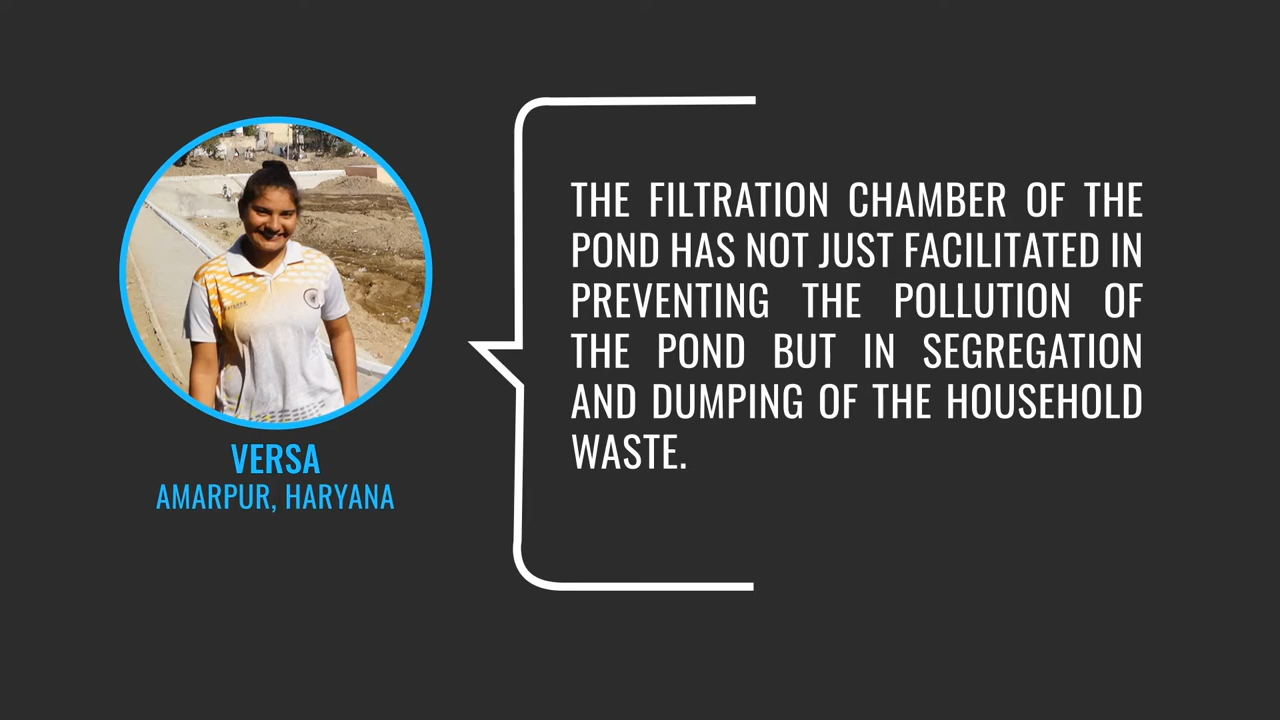 THE FILTRATION CHAMBER OF THE
POND HAS NOT JUST FACILITATED IN
PREVENTING THE POLLUTION OF
THE POND BUT IN SEGREGATION
AND DUMPING OF THE HOUSEHOLD
WASTE.
VERSA
AMARPUR, HARYANA